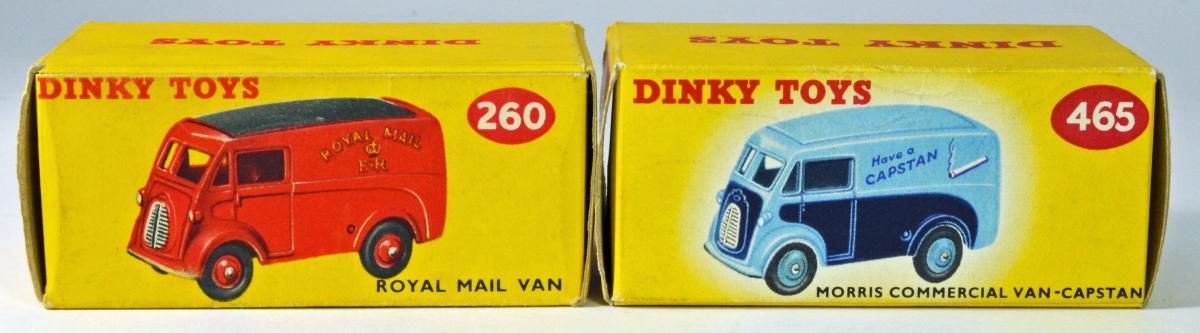 DINKY TOYS
DINKY TOYS
260
ROYAL MAIL
E R
ROYAL MAIL VAN
DINKY TOYS
DINKY TOYS
465
Have a
CAPSTAN
MORRIS COMMERCIAL VAN-CAPSTAN